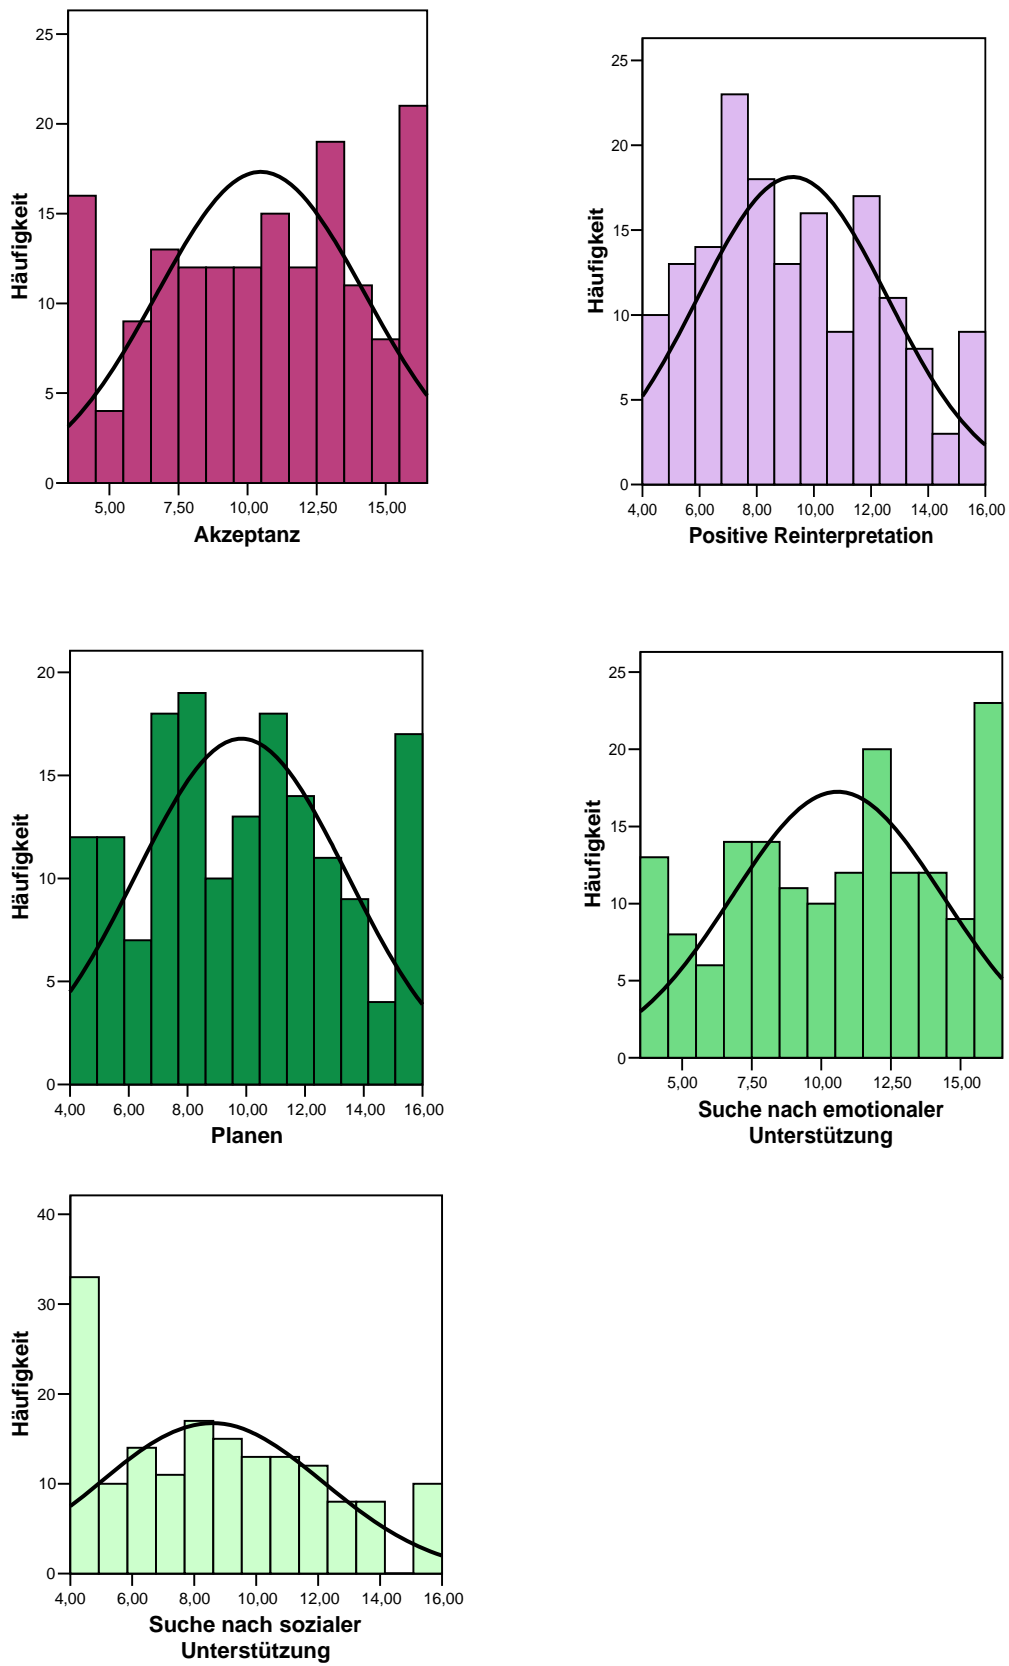 25
20
15
10
5
0
Häufigkeit
5,00 7,50 10,00 12,50 15,00
Akzeptanz
25
20
15
10
5
0
Häufigkeit
4,00 6,00 8,00 10,00 12,00 14,00 16,00
Positive Reinterpretation
20
15
10
5
0
Häufigkeit
4,00 6,00 8,00 10,00 12,00 14,00 16,00
Planen
25
20
15
10
5
0
Häufigkeit
5,00 7,50 10,00 12,50 15,00
Suche nach emotionaler
Unterstützung
40
30
20
10
0
Häufigkeit
4,00 6,00 8,00 10,00 12,00 14,00 16,00
Suche nach sozialer
Unterstützung